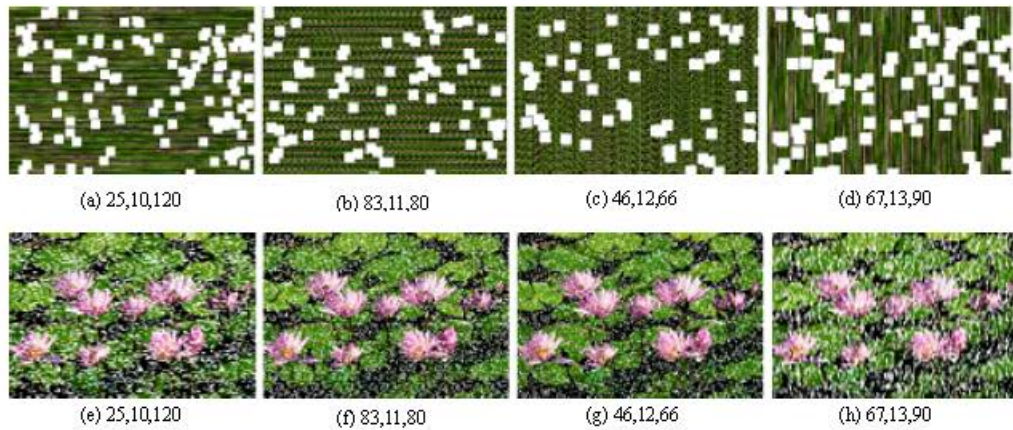 (a) 25,10,120
(b) 83,11,80
(c) 46,12,66
(d) 67,13,90
(e) 25,10,120
(f) 83,11,80
(g) 46,12,66
(h) 67,13,90